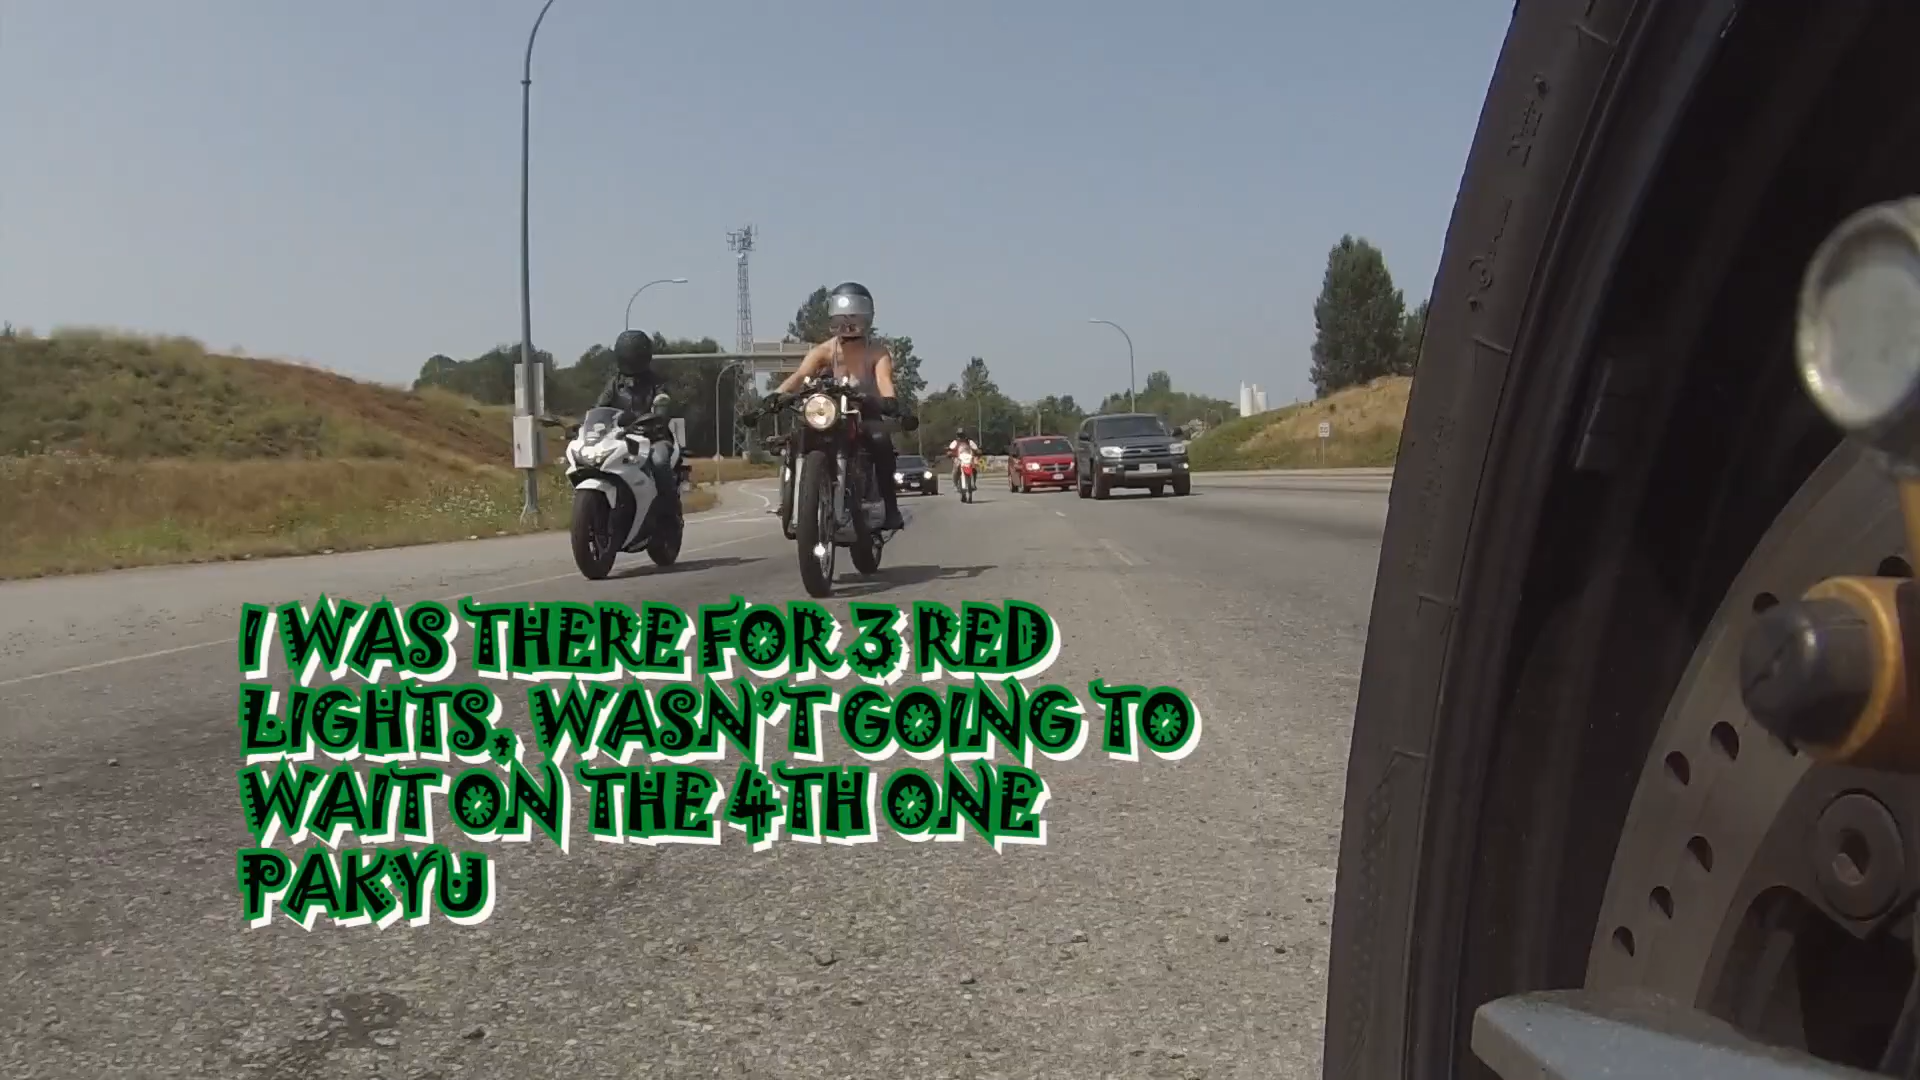 I WAS THERE FOR 3 RED
LIGHTS, WASN'T GOING TO
WAIT ON THE 4TH ONE
PAKYU